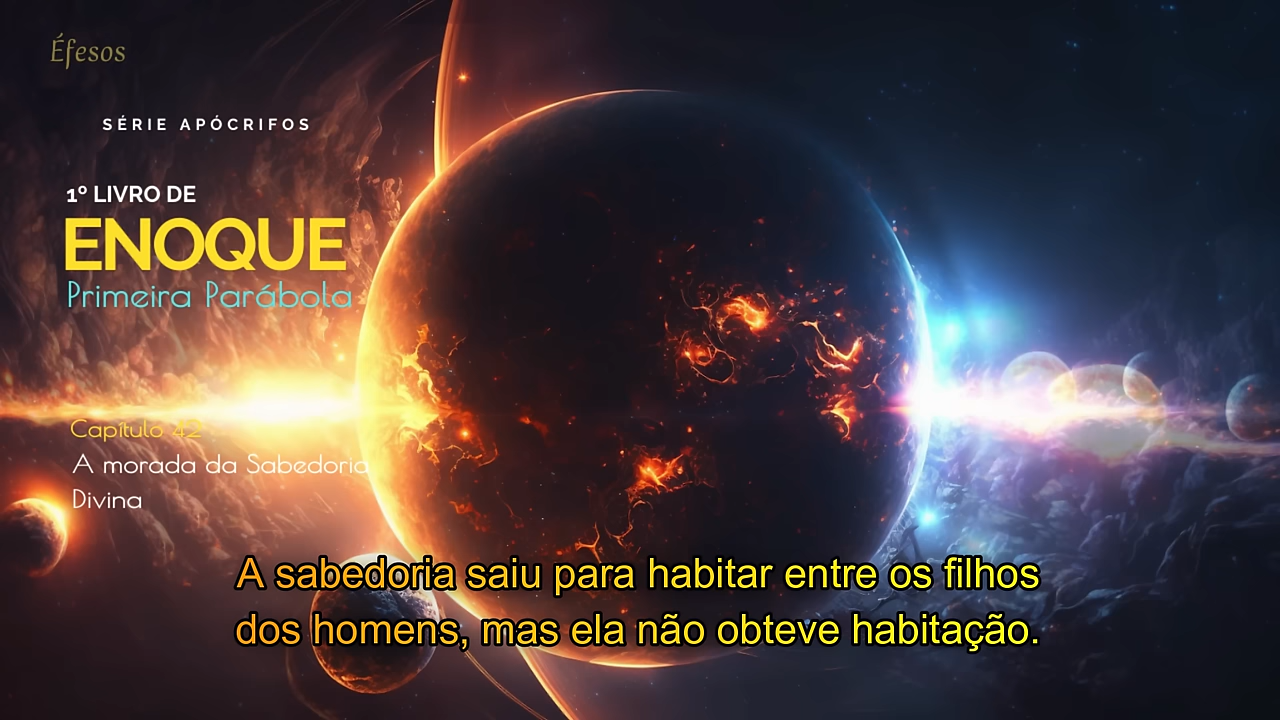 Éfesos
SÉRIE APÓCRIFOS
1º LIVRO DE
ENOQUE
Primeira Parábola
Capítulo 42
A morada da Sabedoria
Divina
A sabedoria saiu para habitar entre os filhos
dos homens, mas ela não obteve habitação.